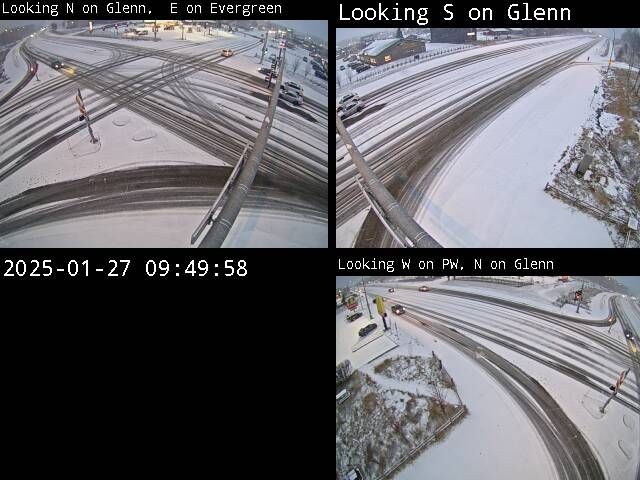 Looking N on Glenn, E on Evergreen
Looking S on Glenn
2025-01-27 09:49:58
Looking W on PW, N on Glenn